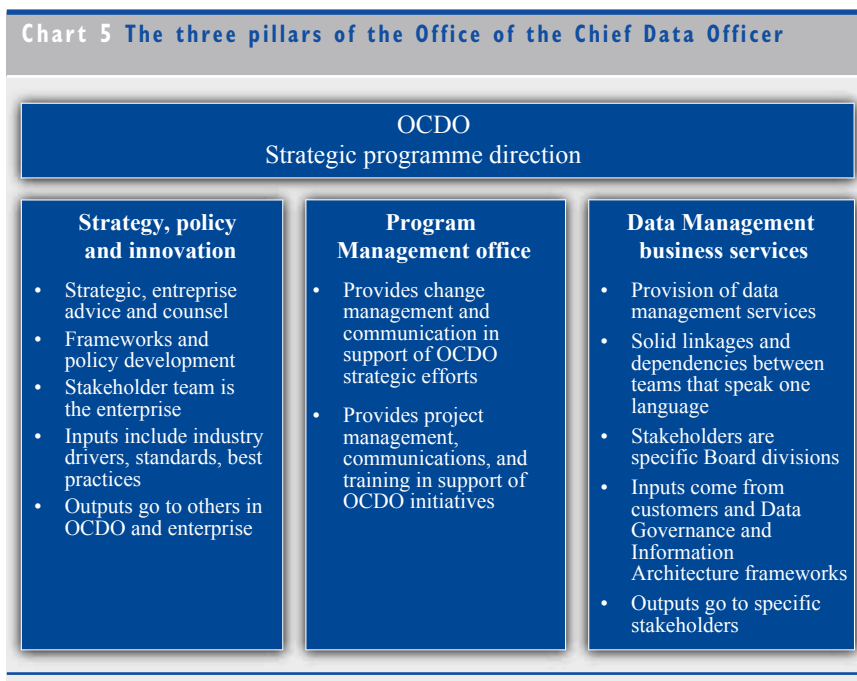 Chart 5 The three pillars of the Office of the Chief Data Officer
OCDO
Strategic programme direction
Strategy, policy
and innovation
• Strategic, entreprise
advice and counsel
• Frameworks and
policy development
• Stakeholder team is
the enterprise
• Inputs include industry
drivers, standards, best
practices
• Outputs go to others in
OCDO and enterprise
Program
Management office
• Provides change
management and
communication in
support of OCDO
strategic efforts
• Provides project
management,
communications, and
training in support of
OCDO initiatives
Data Management
business services
• Provision of data
management services
• Solid linkages and
dependencies between
teams that speak one
language
• Stakeholders are
specific Board divisions
• Inputs come from
customers and Data
Governance and
Information
Architecture frameworks
• Outputs go to specific
stakeholders